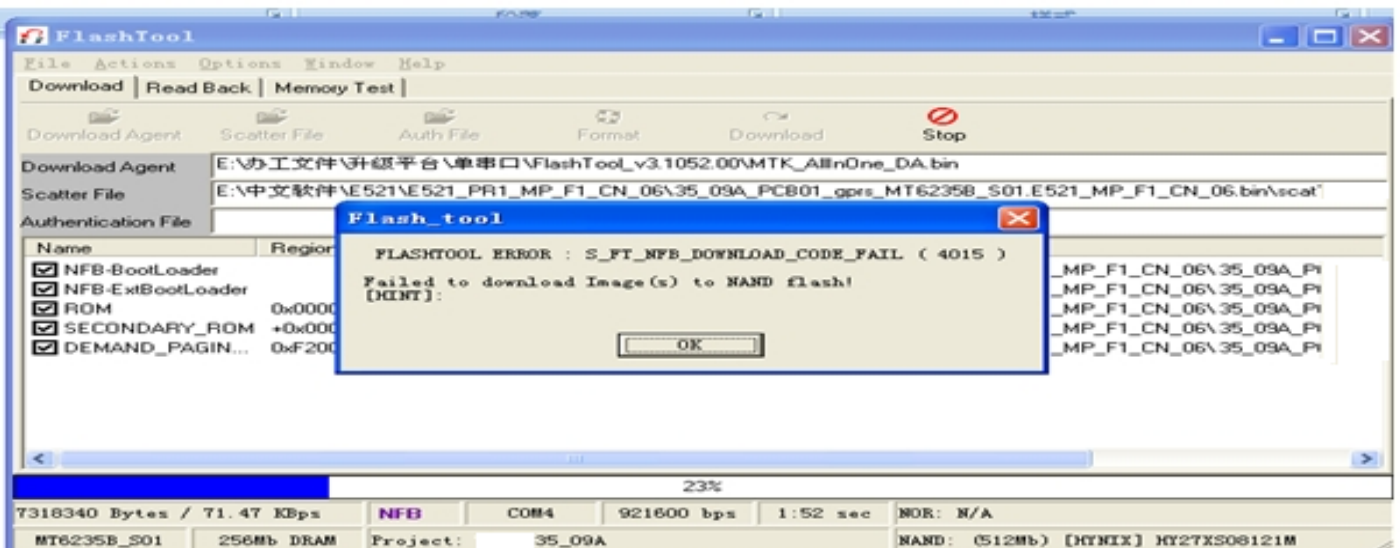 FlashTool
File Actions Options Window Help
Download Read Back Memory Test
Download Agent Scatter File Auth File Format Download Stop
Download Agent E:\办工文件\升级平台\单串口\FlashTool_v3.1052.00\MTK_AllInOne_DA.bin
Scatter File E:\中文软件\E521\E521_PR1_MP_F1_CN_06\35_09A_PCB01_gprs_MT6235B_S01.E521_MP_F1_CN_06.bin\scat
Authentication File
Flash_tool
FLASHTOOL ERROR : S_FT_NFB_DOWNLOAD_CODE_FAIL ( 4015 )
Failed to download Image(s) to NAND flash!
[HINT]:
OK
Name Region
NFB-BootLoader _MP_F1_CN_06\35_09A_P
NFB-ExtBootLoader _MP_F1_CN_06\35_09A_P
ROM 0x0000 _MP_F1_CN_06\35_09A_P
SECONDARY_ROM +0x000 _MP_F1_CN_06\35_09A_P
DEMAND_PAGIN... 0xF200 _MP_F1_CN_06\35_09A_P
23%
7318340 Bytes / 71.47 KBps NFB COM4 921600 bps 1:52 sec NOR: N/A
MT6235B_S01 256Mb DRAM Project: 35_09A NAND: (512Mb) [HYNIX] HY27XS08121M